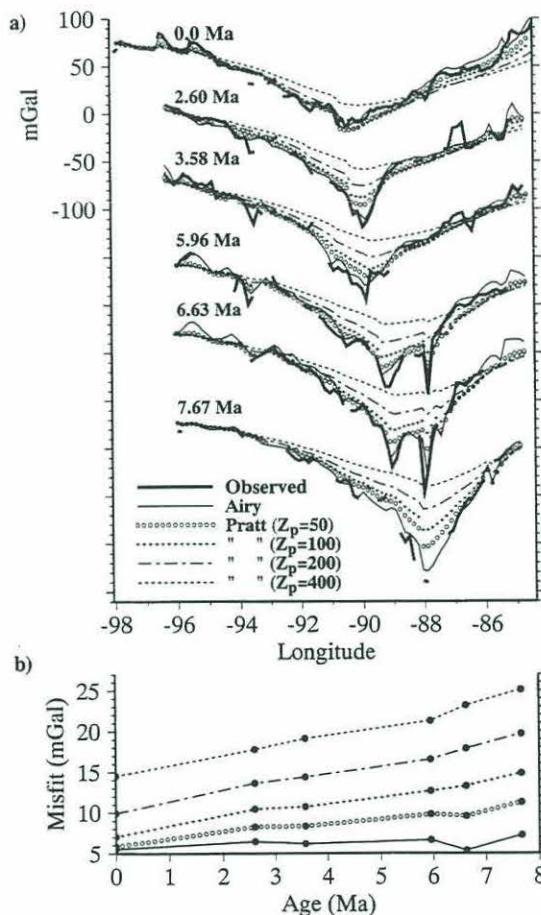 a)
100
50
0
-50
-100
mGal
0.0 Ma
2.60 Ma
3.58 Ma
5.96 Ma
6.63 Ma
7.67 Ma
Observed
Airy
Pratt (Zp=50)
" " (Zp=100)
" " (Zp=200)
" " (Zp=400)
-98 -96 -94 -92 -90 -88 -86
Longitude
b)
25
20
15
10
5
Misfit (mGal)
0 1 2 3 4 5 6 7 8
Age (Ma)